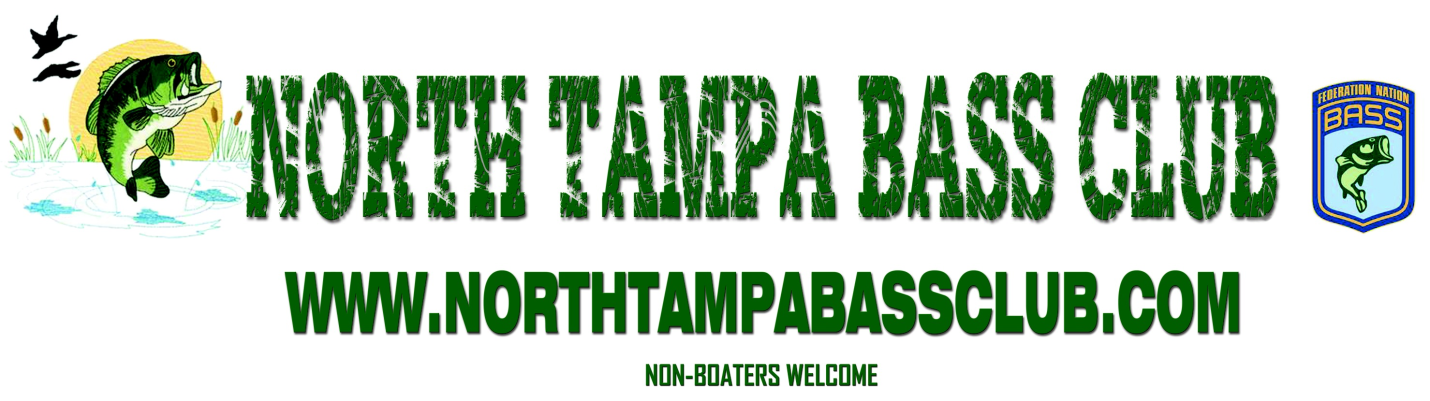 NORTH TAMPA BASS CLUB
FEDERATION NATION
BASS
WWW.NORTHTAMPABASSCLUB.COM
NON-BOATERS WELCOME